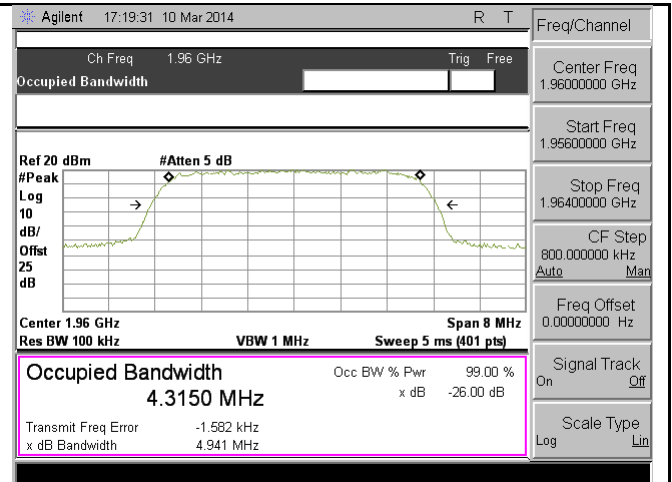 Agilent 17:19:31 10 Mar 2014 R T
Freq/Channel
Ch Freq 1.96 GHz Trig Free
Occupied Bandwidth
Center Freq
1.96000000 GHz
Start Freq
1.95600000 GHz
Stop Freq
1.96400000 GHz
CF Step
800.000000 kHz
Auto Man
Freq Offset
0.00000000 Hz
Signal Track
On Off
Scale Type
Log Lin
Ref 20 dBm #Atten 5 dB
#Peak
Log
10
dB/
Offst
25
dB
Center 1.96 GHz Span 8 MHz
Res BW 100 kHz VBW 1 MHz Sweep 5 ms (401 pts)
Occupied Bandwidth Occ BW % Pwr 99.00 %
4.3150 MHz x dB -26.00 dB
Transmit Freq Error -1.582 kHz
x dB Bandwidth 4.941 MHz